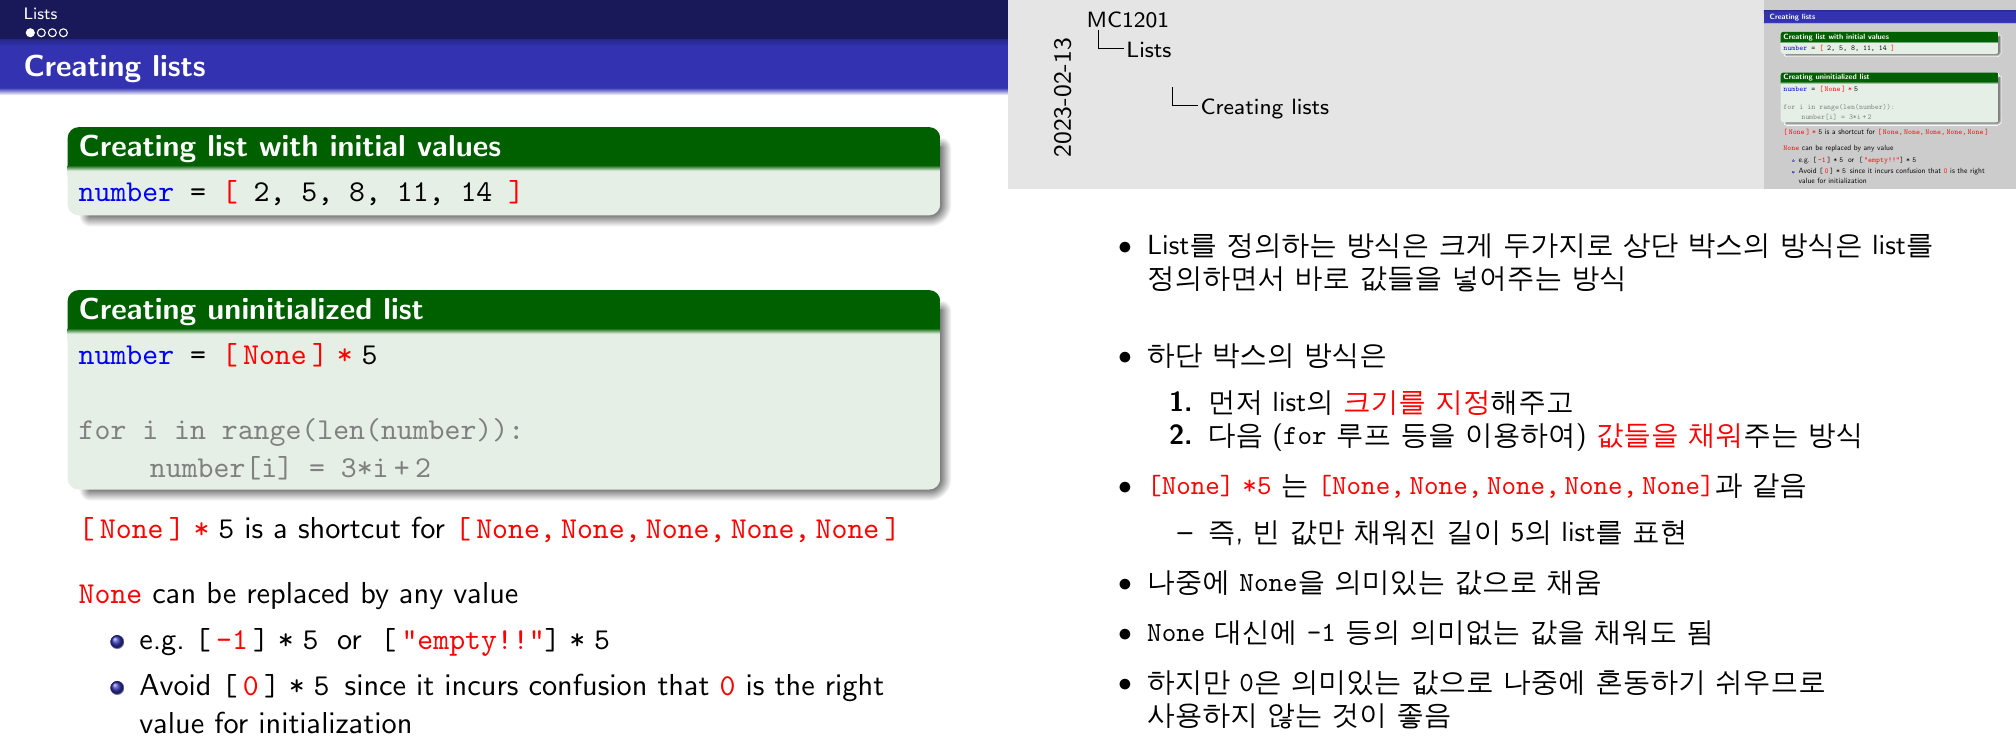 Lists
Creating lists
Creating list with initial values
number = [ 2, 5, 8, 11, 14 ]
Creating uninitialized list
number = [None] * 5
for i in range(len(number)):
    number[i] = 3*i+2
[None] * 5 is a shortcut for [None, None, None, None, None]
None can be replaced by any value
e.g. [-1] * 5 or ["empty!!"] * 5
Avoid [0] * 5 since it incurs confusion that 0 is the right
value for initialization
2023-02-13
MC1201
Lists
Creating lists
Creating lists
Creating list with initial values
number = [ 2, 5, 8, 11, 14 ]
Creating uninitialized list
number = [None] * 5
for i in range(len(number)):
    number[i] = 3*i+2
[None] * 5 is a shortcut for [None, None, None, None, None]
None can be replaced by any value
e.g. [-1] * 5 or ["empty!!"] * 5
Avoid [0] * 5 since it incurs confusion that 0 is the right
value for initialization
• List를 정의하는 방식은 크게 두가지로 상단 박스의 방식은 list를
정의하면서 바로 값들을 넣어주는 방식
• 하단 박스의 방식은
1. 먼저 list의 크기를 지정해주고
2. 다음 (for 루프 등을 이용하여) 값들을 채워주는 방식
• [None] *5 는 [None, None, None, None, None]과 같음
– 즉, 빈 값만 채워진 길이 5의 list를 표현
• 나중에 None을 의미있는 값으로 채움
• None 대신에 -1 등의 의미없는 값을 채워도 됨
• 하지만 0은 의미있는 값으로 나중에 혼동하기 쉬우므로
사용하지 않는 것이 좋음